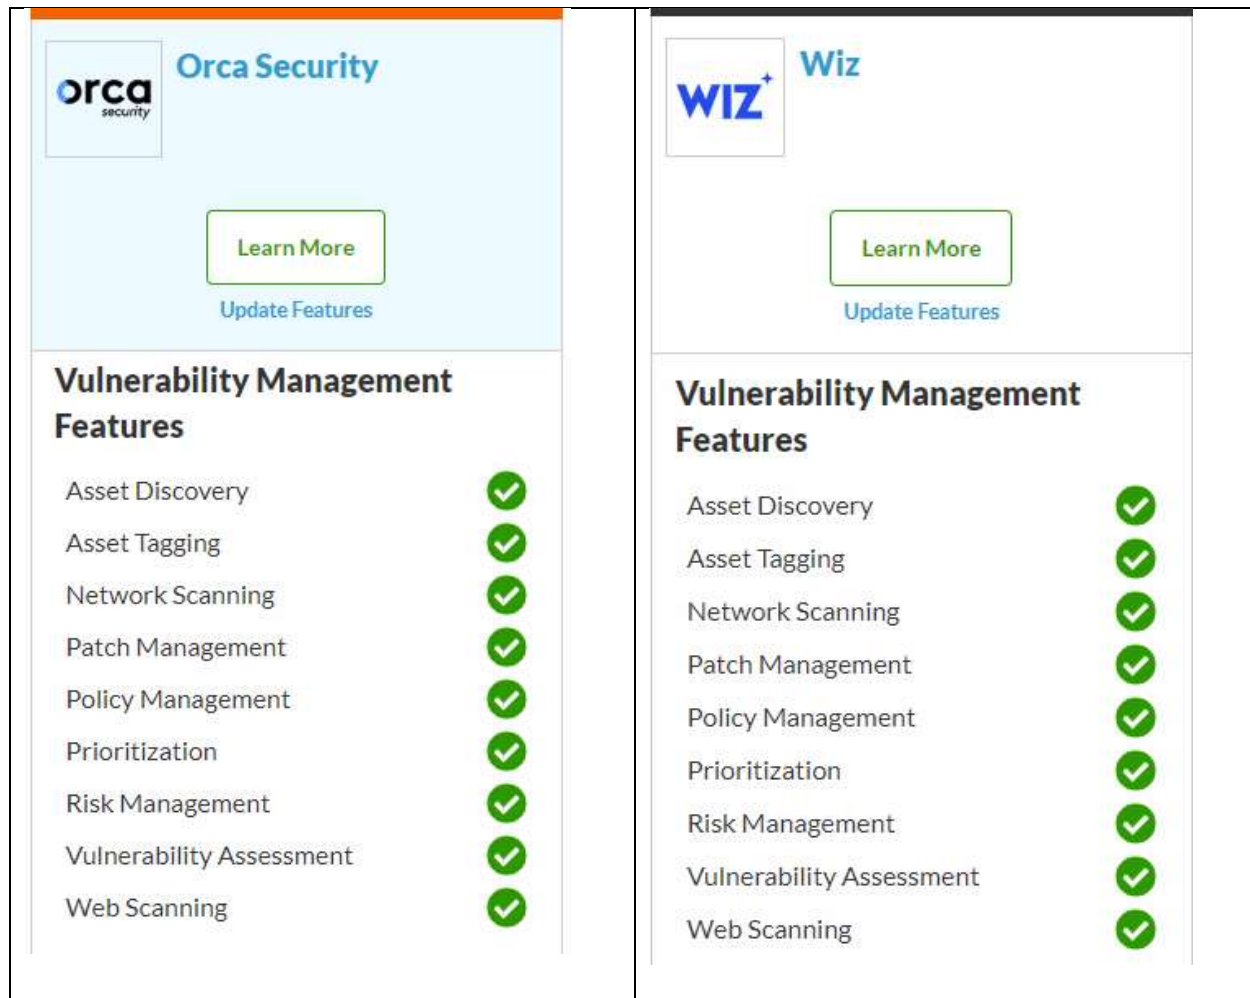 orca
security
Orca Security
Learn More
Update Features
Vulnerability Management
Features
Asset Discovery
Asset Tagging
Network Scanning
Patch Management
Policy Management
Prioritization
Risk Management
Vulnerability Assessment
Web Scanning
WIZ
Wiz
Learn More
Update Features
Vulnerability Management
Features
Asset Discovery
Asset Tagging
Network Scanning
Patch Management
Policy Management
Prioritization
Risk Management
Vulnerability Assessment
Web Scanning